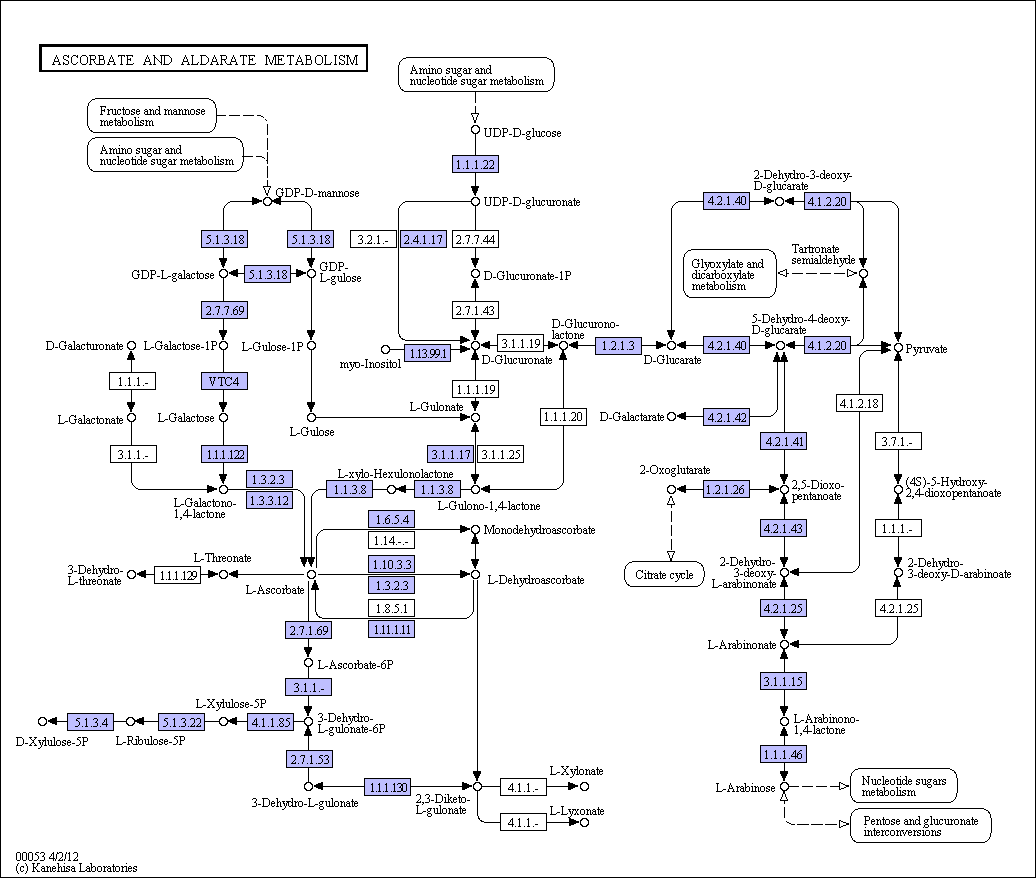 ASCORBATE AND ALDARATE METABOLISM
Amino sugar and
nucleotide sugar metabolism
Fructose and mannose
metabolism
Amino sugar and
nucleotide sugar metabolism
UDP-D-glucose
1.1.1.22
GDP-D-mannose
UDP-D-glucuronate
2-Dehydro-3-deoxy-
D-glucarate
4.2.1.40
4.1.2.20
5.1.3.18
5.1.3.18
3.2.1.-
2.4.1.17
2.7.7.44
GDP-L-galactose
5.1.3.18
GDP-
L-gulose
D-Glucuronate-1P
Glyoxylate and
dicarboxylate
metabolism
Tartronate
semialdehyde
2.7.7.69
2.7.1.43
D-Galacturonate
L-Galactose-1P
L-Gulose-1P
myo-Inositol
1.13.99.1
D-Glucuronate
3.1.1.19
D-Glucurono-
lactone
1.2.1.3
D-Glucarate
4.2.1.40
5-Dehydro-4-deoxy-
D-glucarate
4.1.2.20
Pyruvate
1.1.1.-
VTC4
1.1.1.19
L-Galactonate
L-Galactose
L-Gulose
L-Gulonate
1.1.1.20
D-Galactarate
4.2.1.42
4.1.2.18
3.1.1.-
1.1.1.122
3.1.1.17
3.1.1.25
4.2.1.41
3.7.1.-
L-Galactono-
1,4-lactone
1.3.2.3
1.3.3.12
L-xylo-Hexulonolactone
1.1.3.8
1.1.3.8
L-Gulono-1,4-lactone
2-Oxoglutarate
1.2.1.26
2,5-Dioxo-
pentanoate
(4S)-5-Hydroxy-
2,4-dioxopentanoate
1.6.5.4
1.14.-.-
Monodehydroascorbate
4.2.1.43
1.1.1.-
3-Dehydro-
L-threonate
1.1.1.129
L-Threonate
L-Ascorbate
1.10.3.3
1.3.2.3
L-Dehydroascorbate
1.8.5.1
1.11.1.11
Citrate cycle
2-Dehydro-
3-deoxy-
L-arabinonate
2-Dehydro-
3-deoxy-D-arabinoate
2.7.1.69
4.2.1.25
4.2.1.25
L-Ascorbate-6P
L-Arabinonate
3.1.1.-
3.1.1.15
D-Xylulose-5P
5.1.3.4
L-Ribulose-5P
5.1.3.22
L-Xylulose-5P
4.1.1.85
3-Dehydro-
L-gulonate-6P
L-Arabinono-
1,4-lactone
2.7.1.53
1.1.1.46
3-Dehydro-L-gulonate
1.1.1.130
2,3-Diketo-
L-gulonate
4.1.1.-
L-Xylonate
4.1.1.-
L-Lyxonate
L-Arabinose
Nucleotide sugars
metabolism
Pentose and glucuronate
interconversions
00053 4/2/12
(c) Kanehisa Laboratories